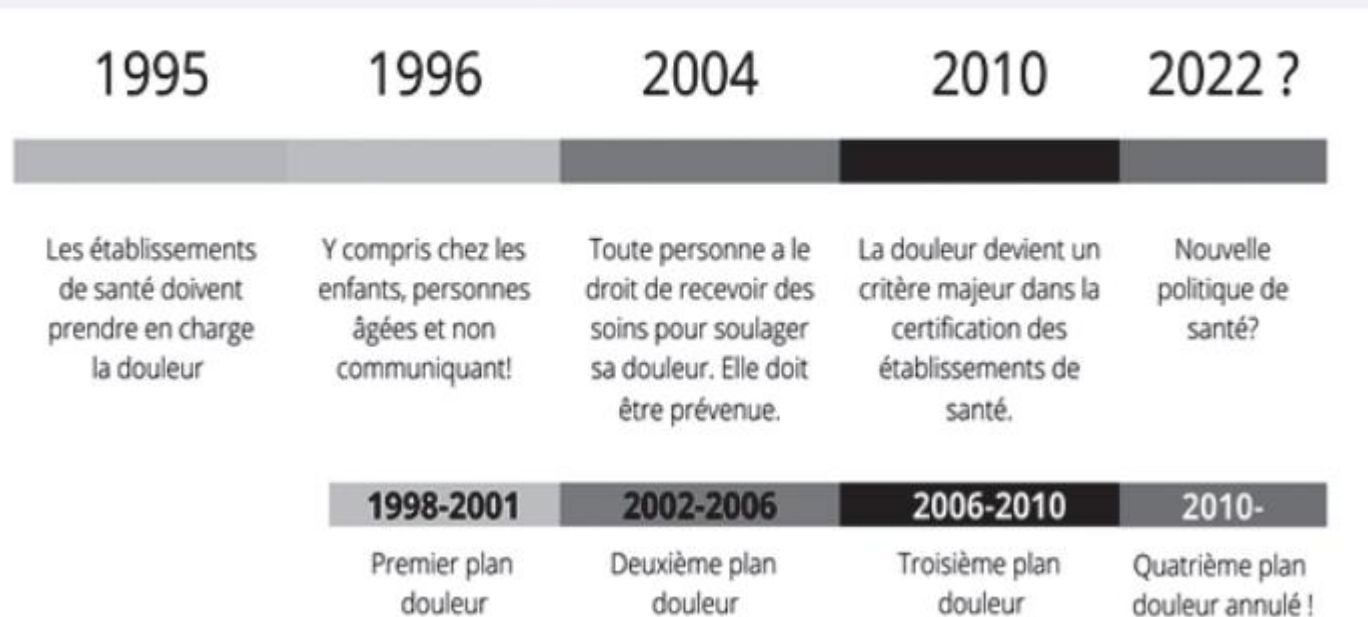 1995
1996
2004
2010
2022 ?
Les établissements
de santé doivent
prendre en charge
la douleur
Y compris chez les
enfants, personnes
âgées et non
communiquant!
Toute personne a le
droit de recevoir des
soins pour soulager
sa douleur. Elle doit
être prévenue.
La douleur devient un
critère majeur dans la
certification des
établissements de
santé.
Nouvelle
politique de
santé?
1998-2001
Premier plan
douleur
2002-2006
Deuxième plan
douleur
2006-2010
Troisième plan
douleur
2010-
Quatrième plan
douleur annulé !